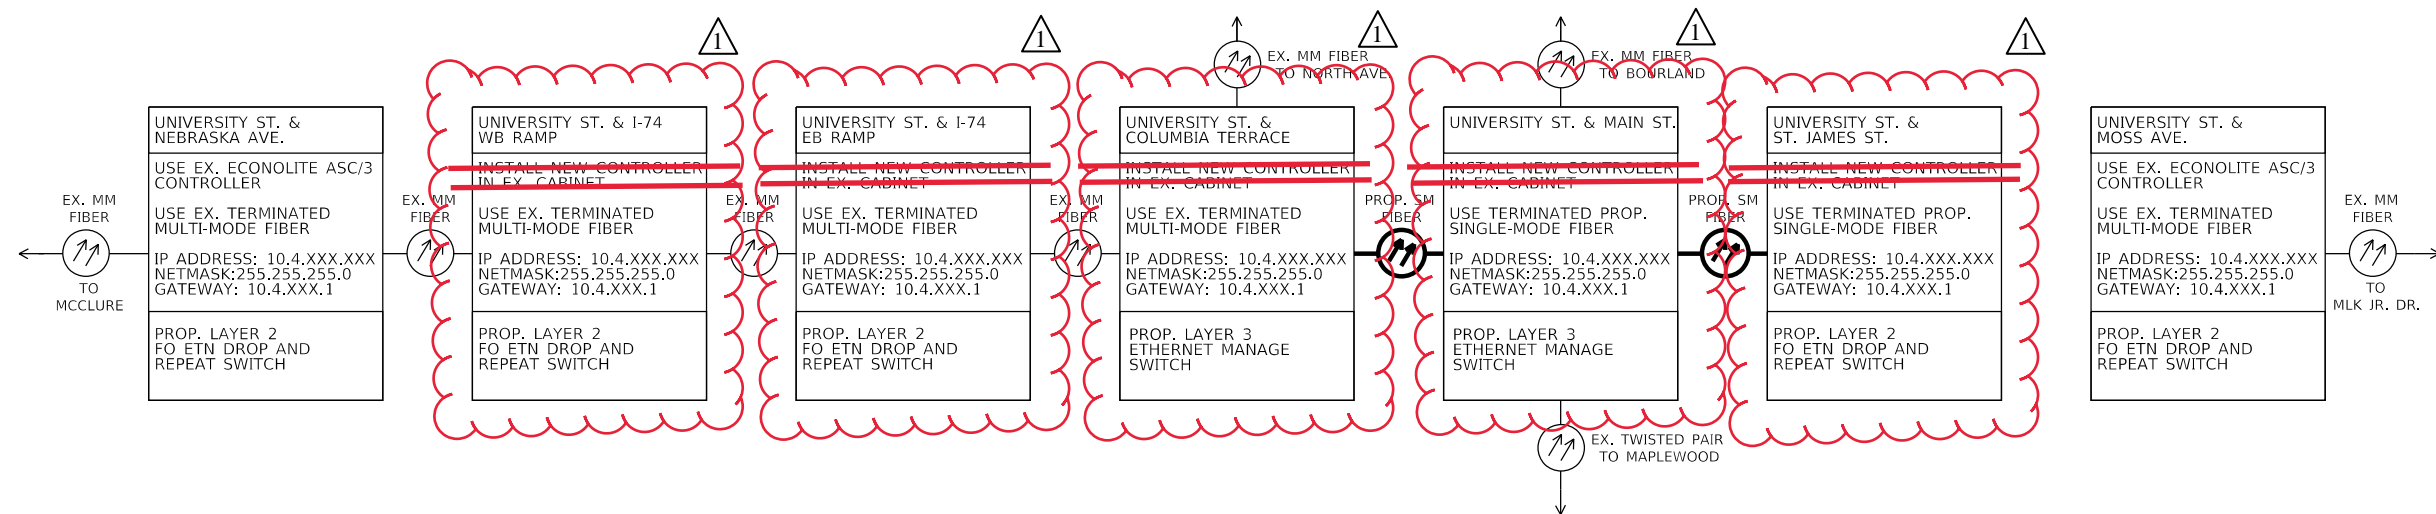 1
1
1
1
1
EX. MM FIBER
TO NORTH AVE
EX. MM FIBER
TO BOURLAND
EX. MM
FIBER
TO
MCCLURE
UNIVERSITY ST. &
NEBRASKA AVE.
USE EX. ECONOLITE ASC/3
CONTROLLER
USE EX. TERMINATED
MULTI-MODE FIBER
IP ADDRESS: 10.4.XXX.XXX
NETMASK:255.255.255.0
GATEWAY: 10.4.XXX.1
PROP. LAYER 2
FO ETN DROP AND
REPEAT SWITCH
EX. MM
FIBER
UNIVERSITY ST. & I-74
WB RAMP
INSTALL NEW CONTROLLER
IN EX. CABINET
USE EX. TERMINATED
MULTI-MODE FIBER
IP ADDRESS: 10.4.XXX.XXX
NETMASK:255.255.255.0
GATEWAY: 10.4.XXX.1
PROP. LAYER 2
FO ETN DROP AND
REPEAT SWITCH
EX. MM
FIBER
UNIVERSITY ST. & I-74
EB RAMP
INSTALL NEW CONTROLLER
IN EX. CABINET
USE EX. TERMINATED
MULTI-MODE FIBER
IP ADDRESS: 10.4.XXX.XXX
NETMASK:255.255.255.0
GATEWAY: 10.4.XXX.1
PROP. LAYER 2
FO ETN DROP AND
REPEAT SWITCH
EX. MM
FIBER
UNIVERSITY ST. &
COLUMBIA TERRACE
INSTALL NEW CONTROLLER
IN EX. CABINET
USE EX. TERMINATED
MULTI-MODE FIBER
IP ADDRESS: 10.4.XXX.XXX
NETMASK:255.255.255.0
GATEWAY: 10.4.XXX.1
PROP. LAYER 3
ETHERNET MANAGE
SWITCH
PROP. SM
FIBER
UNIVERSITY ST. & MAIN ST.
INSTALL NEW CONTROLLER
IN EX. CABINET
USE TERMINATED PROP.
SINGLE-MODE FIBER
IP ADDRESS: 10.4.XXX.XXX
NETMASK:255.255.255.0
GATEWAY: 10.4.XXX.1
PROP. LAYER 3
ETHERNET MANAGE
SWITCH
EX. TWISTED PAIR
TO MAPLEWOOD
PROP. SM
FIBER
UNIVERSITY ST. &
ST. JAMES ST.
INSTALL NEW CONTROLLER
IN EX. CABINET
USE TERMINATED PROP.
SINGLE-MODE FIBER
IP ADDRESS: 10.4.XXX.XXX
NETMASK:255.255.255.0
GATEWAY: 10.4.XXX.1
PROP. LAYER 2
FO ETN DROP AND
REPEAT SWITCH
UNIVERSITY ST. &
MOSS AVE.
USE EX. ECONOLITE ASC/3
CONTROLLER
USE EX. TERMINATED
MULTI-MODE FIBER
IP ADDRESS: 10.4.XXX.XXX
NETMASK:255.255.255.0
GATEWAY: 10.4.XXX.1
PROP. LAYER 2
FO ETN DROP AND
REPEAT SWITCH
EX. MM
FIBER
TO
MLK JR. DR.